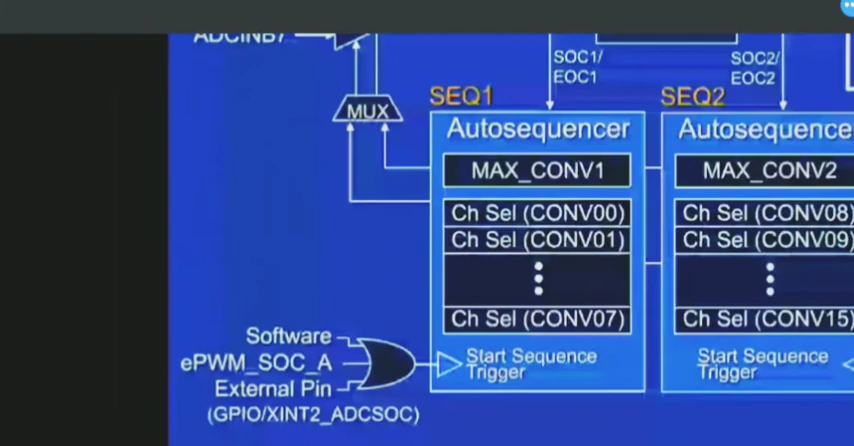 ADCINB7
SOC1/
EOC1
SOC2/
EOC2
SEQ1
SEQ2
MUX
Autosequencer
Autosequence
MAX_CONV1
MAX_CONV2
Ch Sel (CONV00)
Ch Sel (CONV08)
Ch Sel (CONV01)
Ch Sel (CONV09)
Ch Sel (CONV07)
Ch Sel (CONV15)
Software
ePWM_SOC_A
External Pin
(GPIO/XINT2_ADCSOC)
Start Sequence
Trigger
Start Sequence
Trigger